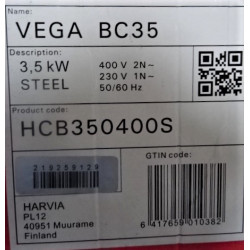 Name:
VEGA BC35
Description:
3,5 kW 400 V 2N~
230 V 1N~
STEEL 50/60 Hz
Product code:
HCB350400S
GTIN code:
HARVIA
PL12
40951 Muurame
Finland
6 417659 010382